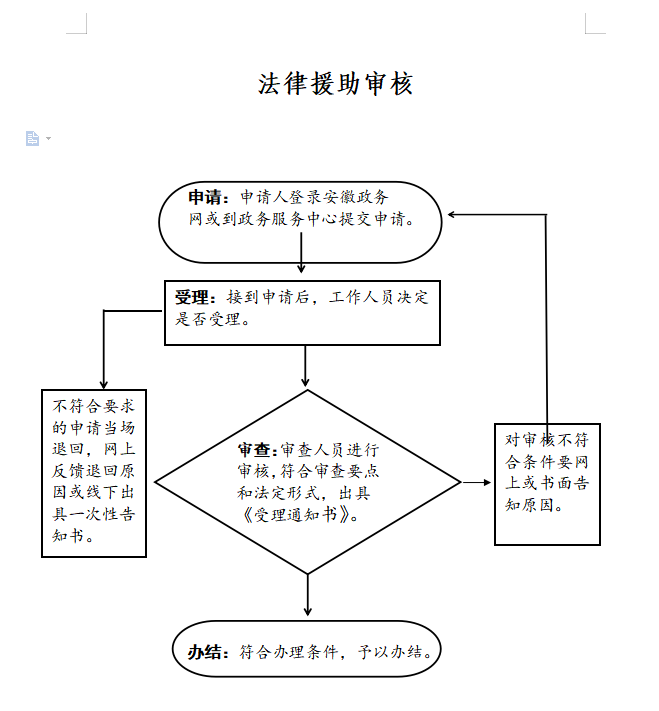 法律援助审核
申请：申请人登录安徽政务
网或到政务服务中心提交申请。
受理：接到申请后，工作人员决定
是否受理。
不符合要求
的申请当场
退回，网上
反馈退回原
因或线下出
具一次性告
知书。
审查：审查人员进行
审核，符合审查要点
和法定形式，出具
《受理通知书》。
对审核不符
合条件要网
上或书面告
知原因。
办结：符合办理条件，予以办结。